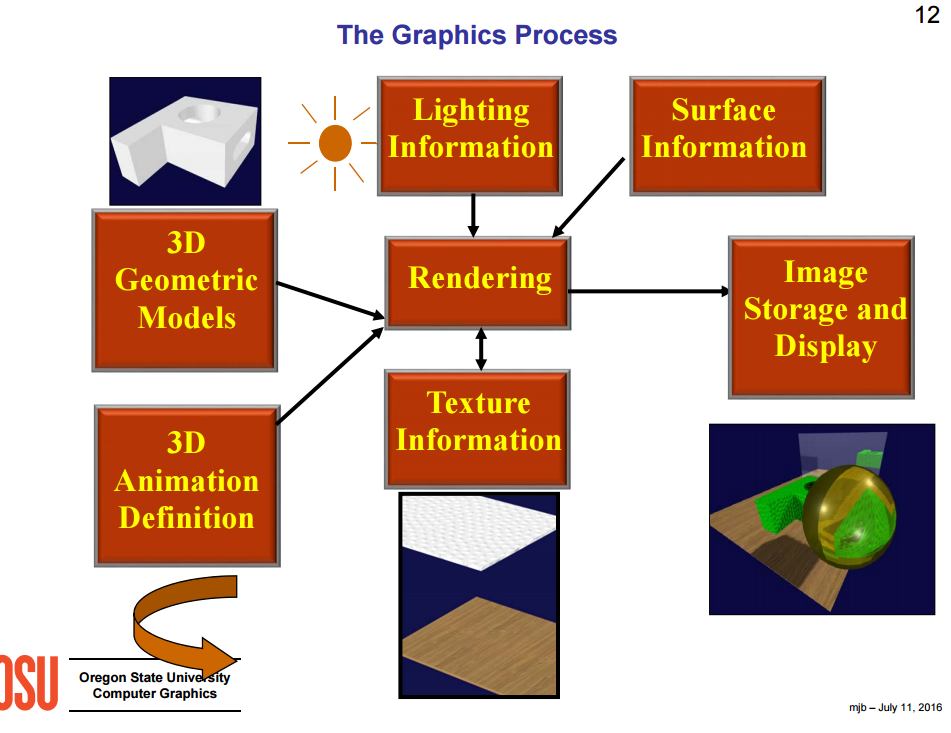 12
The Graphics Process
Lighting
Information
Surface
Information
3D
Geometric
Models
Rendering
Image
Storage and
Display
Texture
Information
3D
Animation
Definition
OSU
Oregon State University
Computer Graphics
mjb – July 11, 2016